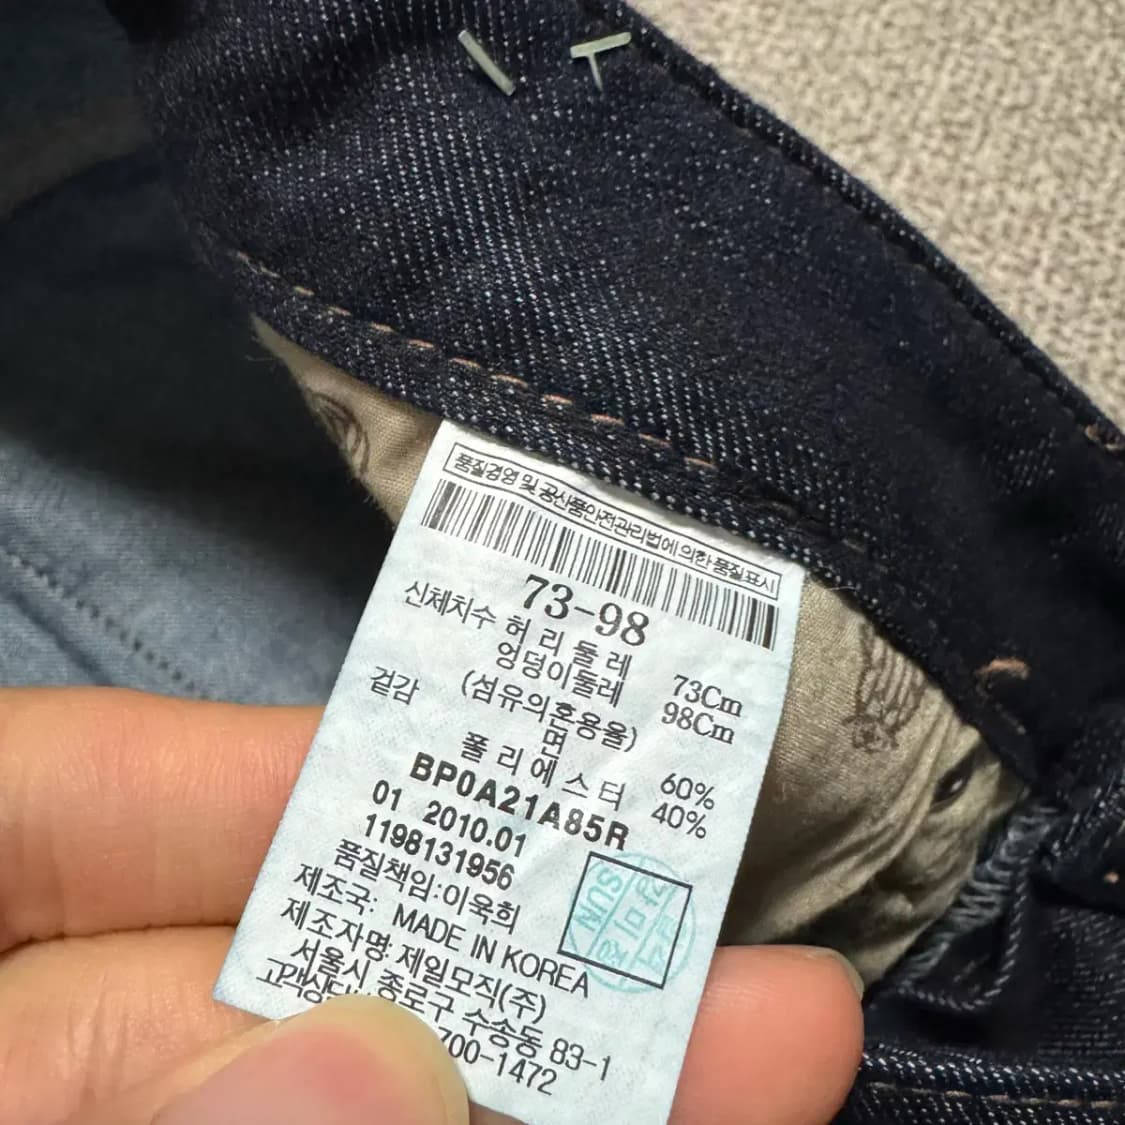 품질경영 및 공산품안전관리법에 의한 품질표시
73-98
신체치수 허리둘레 73Cm
엉덩이둘레 98Cm
겉감 (섬유의혼용율)
면 60%
폴리에스터 40%
BP0A21A85R
01 2010.01
1198131956
품질책임:이욱희
제조국: MADE IN KOREA
제조자명:제일모직(주)
서울시 종로구 수송동 83-1
700-1472